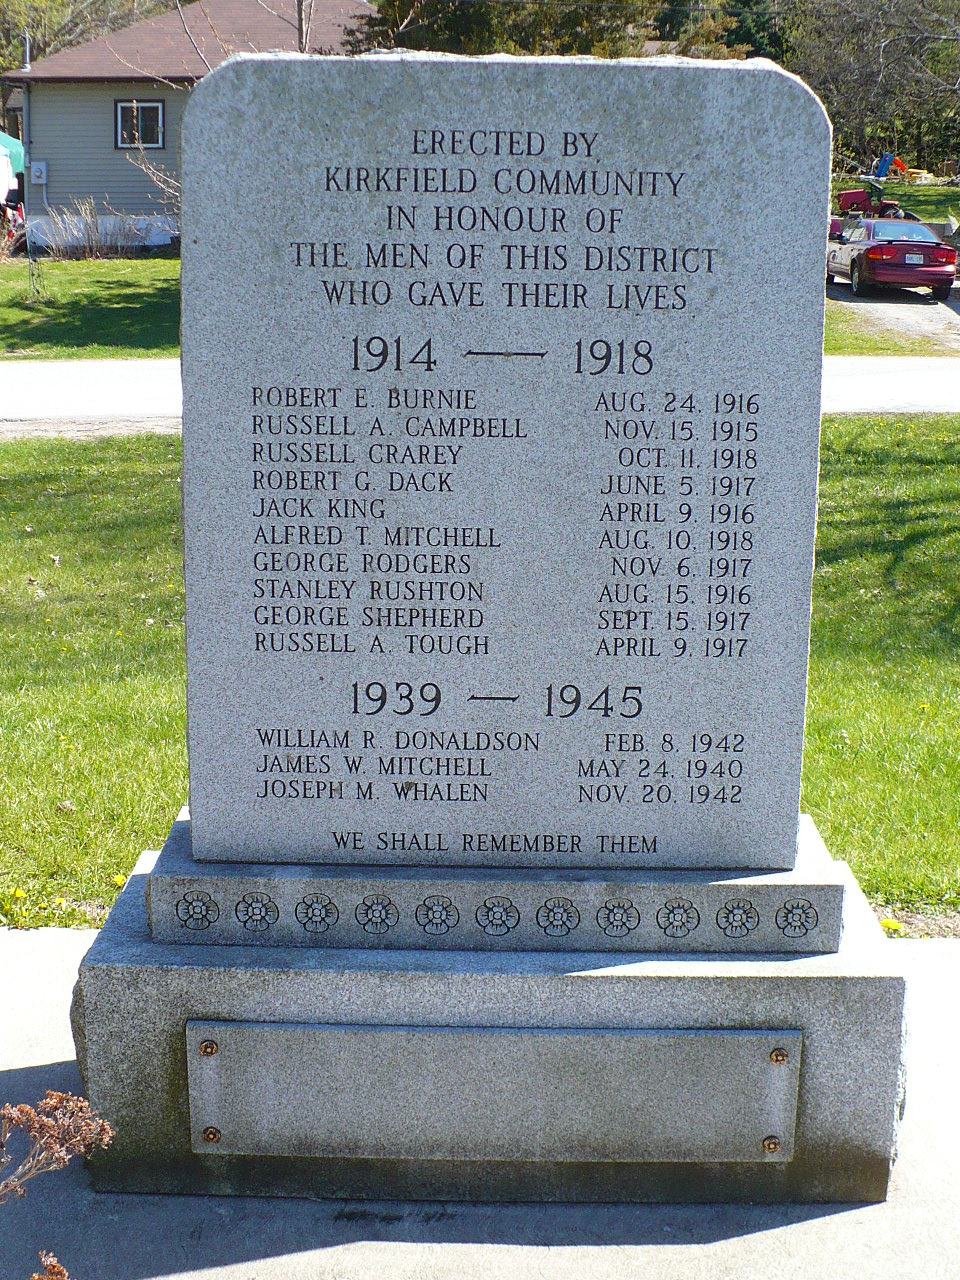 ERECTED BY
KIRKFIELD COMMUNITY
IN HONOUR OF
THE MEN OF THIS DISTRICT
WHO GAVE THEIR LIVES
1914 — 1918
ROBERT E. BURNIE AUG. 24. 1916
RUSSELL A. CAMPBELL NOV. 15. 1915
RUSSELL CRAREY OCT. 11. 1918
ROBERT G. DACK JUNE 5. 1917
JACK KING APRIL 9. 1916
ALFRED T. MITCHELL AUG. 10. 1918
GEORGE RODGERS NOV. 6. 1917
STANLEY RUSHTON AUG. 15. 1916
GEORGE SHEPHERD SEPT. 15. 1917
RUSSELL A. TOUGH APRIL 9. 1917
1939 — 1945
WILLIAM R. DONALDSON FEB. 8. 1942
JAMES W. MITCHELL MAY 24. 1940
JOSEPH M. WHALEN NOV. 20. 1942
WE SHALL REMEMBER THEM